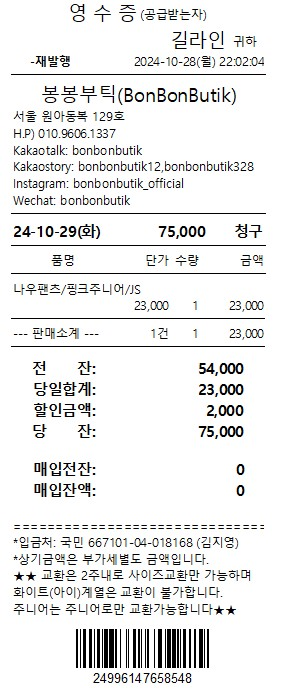 영 수 증 (공급받는자)
길라인 귀하
-재발행 2024-10-28(월) 22:02:04
봉봉부틱(BonBonButik)
서울 원아동복 129호
H.P) 010.9606.1337
Kakaotalk: bonbonbutik
Kakaostory: bonbonbutik12,bonbonbutik328
Instagram: bonbonbutik_official
Wechat: bonbonbutik
24-10-29(화) 75,000 청구
품명 단가 수량 금액
나우팬츠/핑크주니어/JS
23,000 1 23,000
--- 판매소계 --- 1건 1 23,000
전 잔: 54,000
당일합계: 23,000
할인금액: 2,000
당 잔: 75,000
매입전잔: 0
매입잔액: 0
==============================
*입금처: 국민 667101-04-018168 (김지영)
*상기금액은 부가세별도 금액입니다.
★★ 교환은 2주내로 사이즈교환만 가능하며
화이트(아이)계열은 교환이 불가합니다.
주니어는 주니어로만 교환가능합니다★★
24996147658548